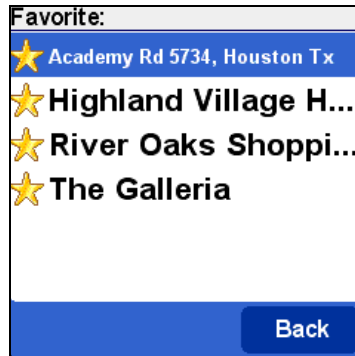 Favorite:
Academy Rd 5734, Houston Tx
Highland Village H...
River Oaks Shoppi...
The Galleria
Back